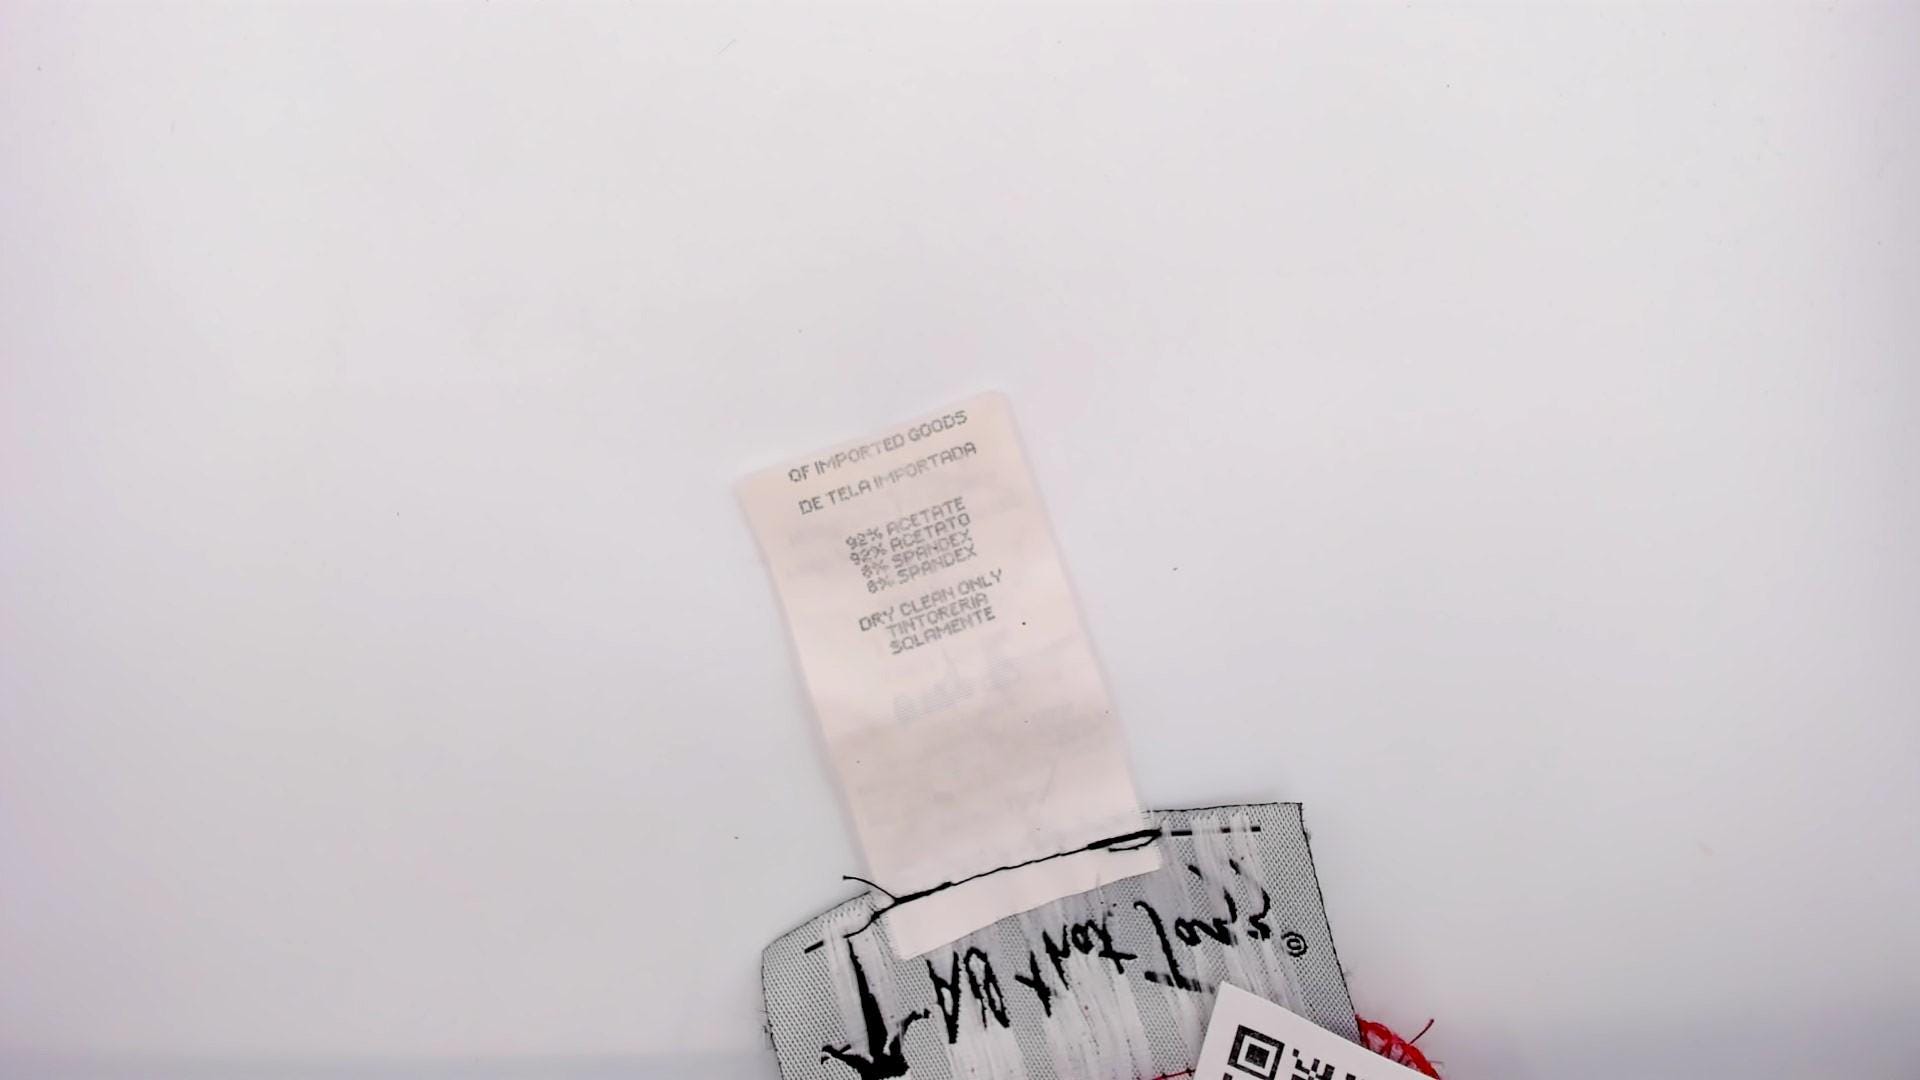 OF IMPORTED GOODS
DE TELA IMPORTADA
92% ACETATE
92% ACETATO
8% SPANDEX
8% SPANDEX
DRY CLEAN ONLY
TINTORERIA
SOLAMENTE
©